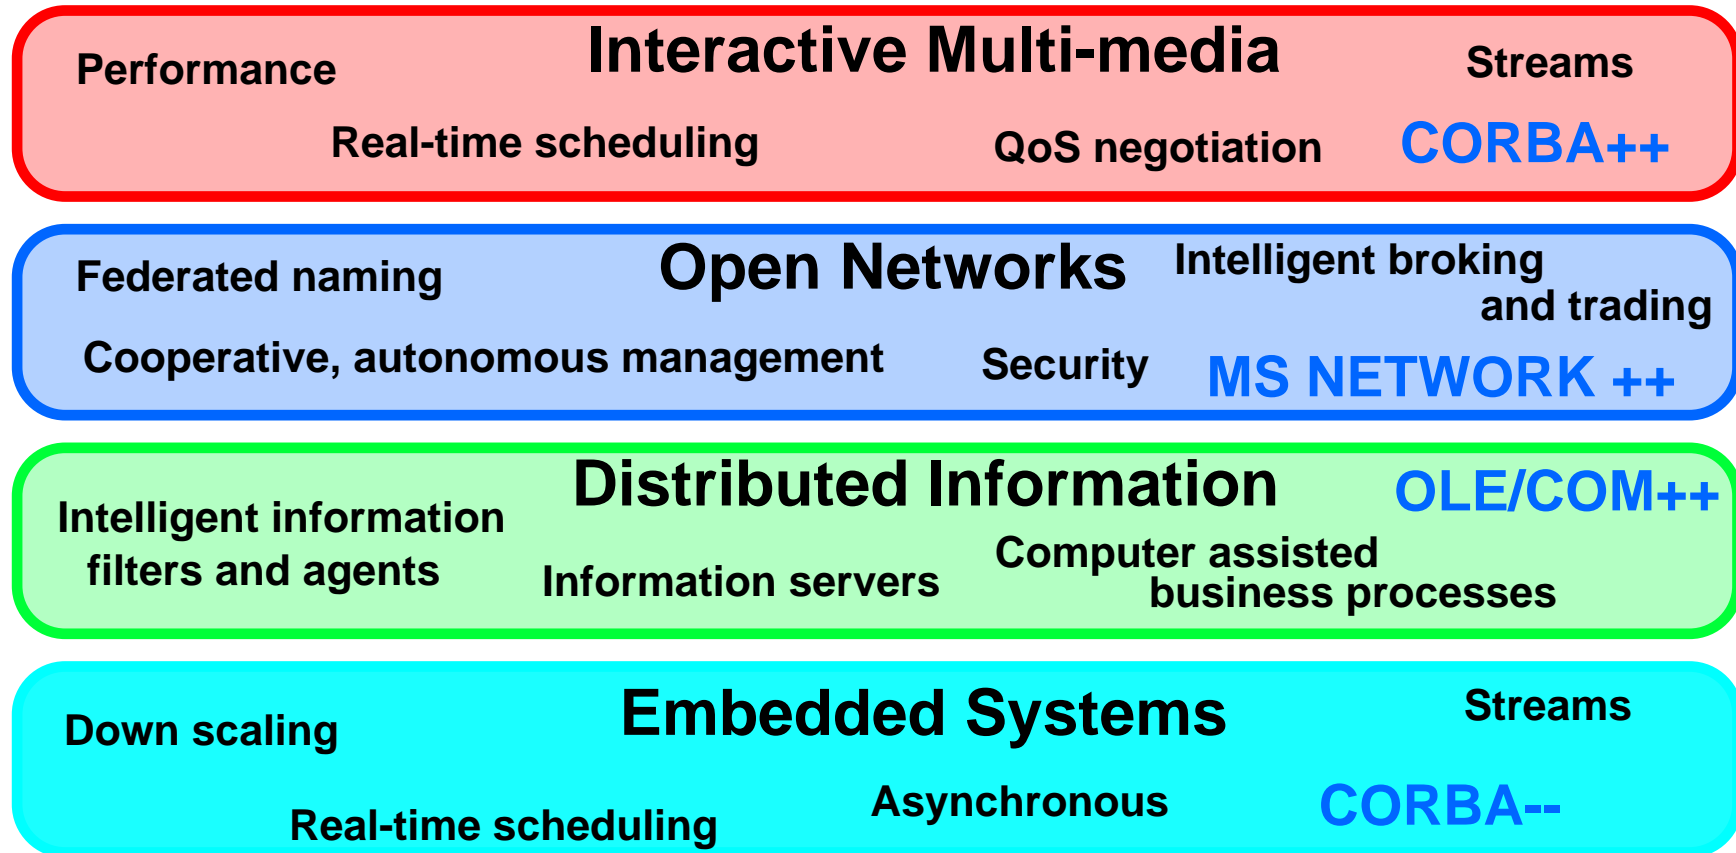 Interactive Multi-media
Performance
Streams
Real-time scheduling
QoS negotiation
CORBA++
Open Networks
Federated naming
Intelligent broking
and trading
Cooperative, autonomous management
Security
MS NETWORK ++
Distributed Information
OLE/COM++
Intelligent information
filters and agents
Information servers
Computer assisted
business processes
Embedded Systems
Down scaling
Streams
Real-time scheduling
Asynchronous
CORBA--